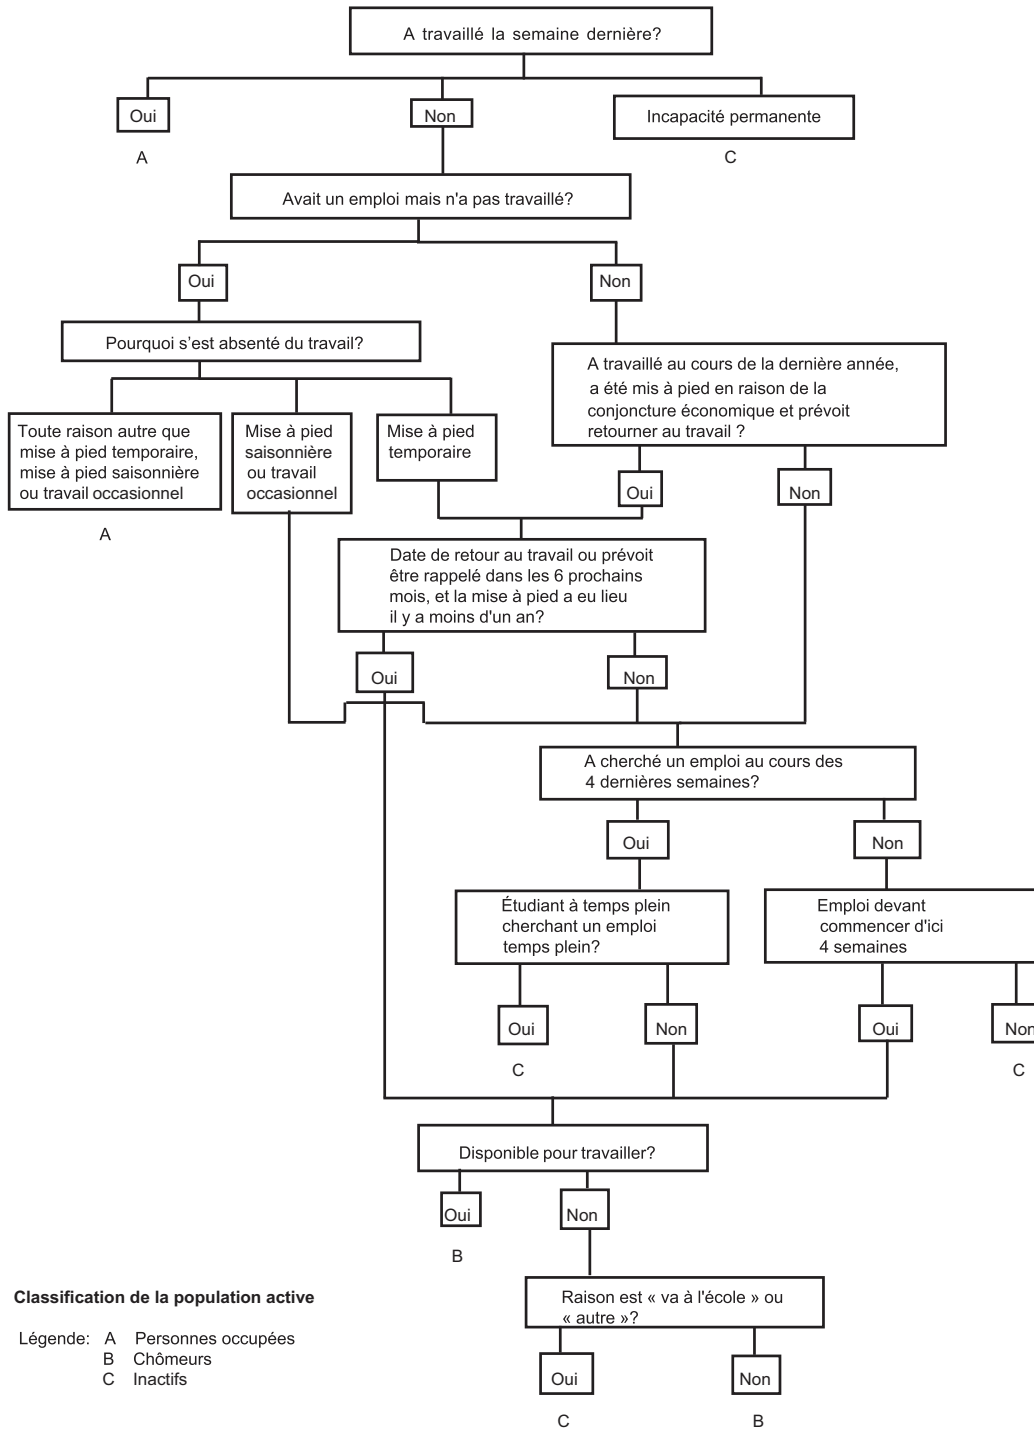 A travaillé la semaine dernière?
Oui
Non
Incapacité permanente
A
C
Avait un emploi mais n'a pas travaillé?
Oui
Non
Pourquoi s'est absenté du travail?
A travaillé au cours de la dernière année,
a été mis à pied en raison de la
conjoncture économique et prévoit
retourner au travail ?
Toute raison autre que
mise à pied temporaire,
mise à pied saisonnière
ou travail occasionnel
Mise à pied
saisonnière
ou travail
occasionnel
Mise à pied
temporaire
Oui
Non
A
Date de retour au travail ou prévoit
être rappelé dans les 6 prochains
mois, et la mise à pied a eu lieu
il y a moins d'un an?
Oui
Non
A cherché un emploi au cours des
4 dernières semaines?
Oui
Non
Étudiant à temps plein
cherchant un emploi
temps plein?
Emploi devant
commencer d'ici
4 semaines
Oui
Non
Oui
Non
C
C
Disponible pour travailler?
Oui
Non
B
Raison est « va à l'école » ou
« autre »?
Oui
Non
C
B
Classification de la population active
Légende: A Personnes occupées
B Chômeurs
C Inactifs